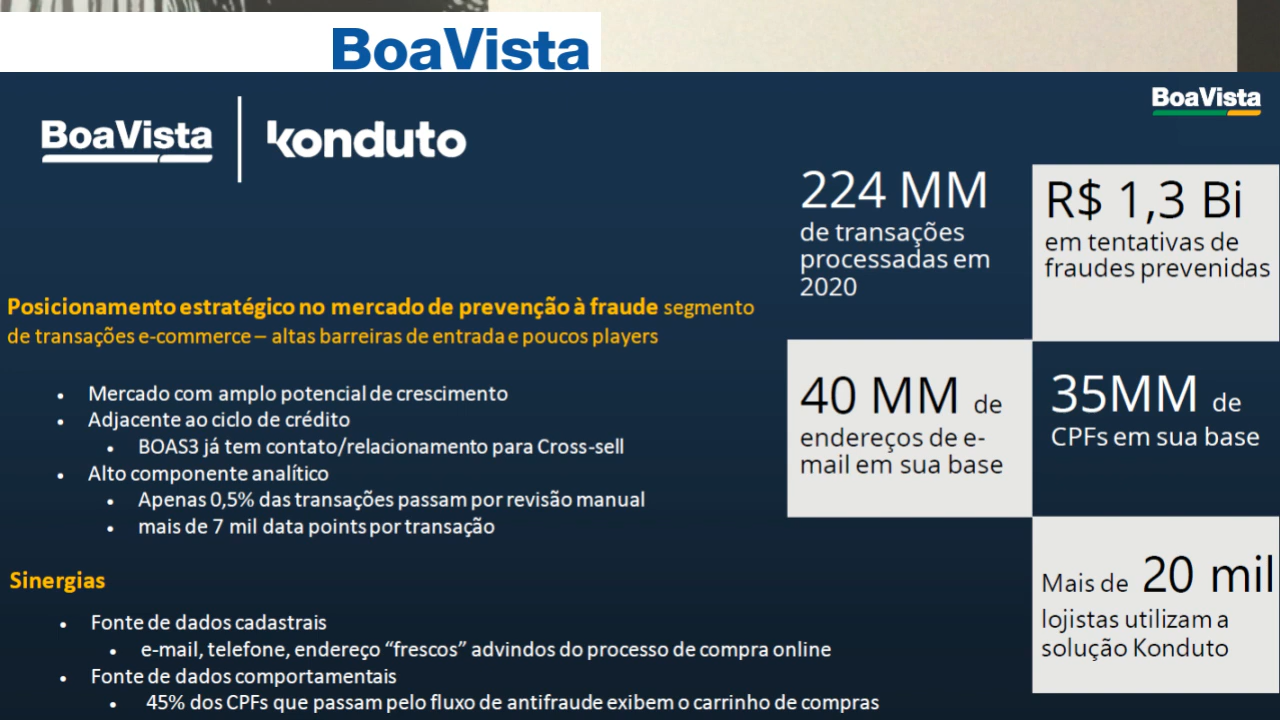 BoaVista
BoaVista
BoaVista
konduto
224 MM
de transações
processadas em
2020
R$ 1,3 Bi
em tentativas de
fraudes prevenidas
Posicionamento estratégico no mercado de prevenção à fraude segmento
de transações e-commerce – altas barreiras de entrada e poucos players
• Mercado com amplo potencial de crescimento
• Adjacente ao ciclo de crédito
• BOAS3 já tem contato/relacionamento para Cross-sell
• Alto componente analítico
• Apenas 0,5% das transações passam por revisão manual
• mais de 7 mil data points por transação
40 MM de
endereços de e-
mail em sua base
35MM de
CPFs em sua base
Sinergias
• Fonte de dados cadastrais
• e-mail, telefone, endereço “frescos” advindos do processo de compra online
• Fonte de dados comportamentais
• 45% dos CPFs que passam pelo fluxo de antifraude exibem o carrinho de compras
Mais de 20 mil
lojistas utilizam a
solução Konduto